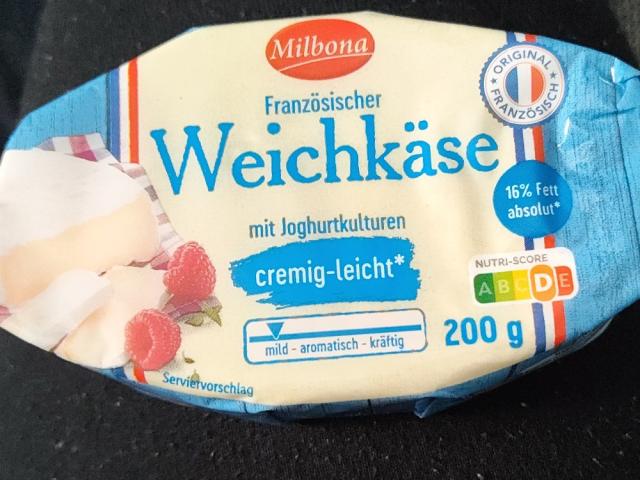 Milbona
ORIGINAL
FRANZÖSISCH
Französischer
Weichkäse
16% Fett
absolut*
mit Joghurtkulturen
cremig-leicht*
NUTRI-SCORE
A B C D E
mild - aromatisch - kräftig
200 g
Serviervorschlag